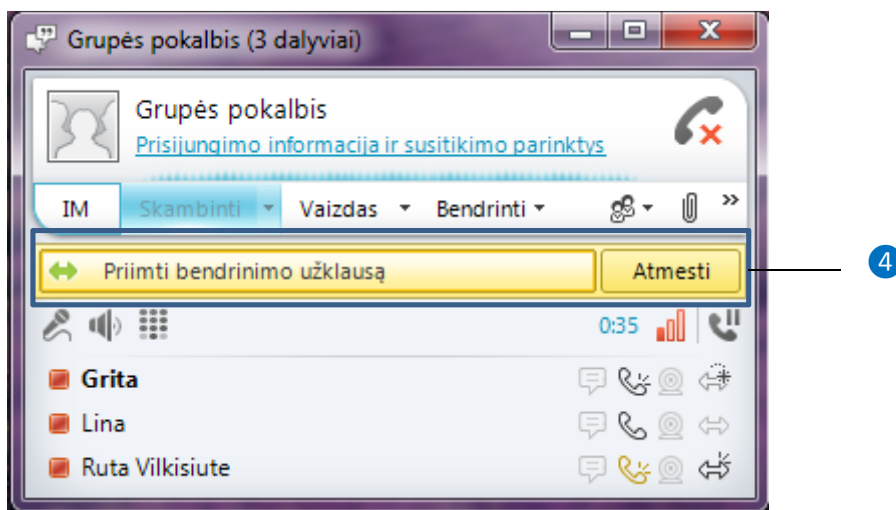 Grupės pokalbis (3 dalyviai)
Grupės pokalbis
Prisijungimo informacija ir susitikimo parinktys
IM Skambinti Vaizdas Bendrinti »
Priimti bendrinimo užklausą Atmesti
4
0:35
Grita
Lina
Ruta Vilkisiute